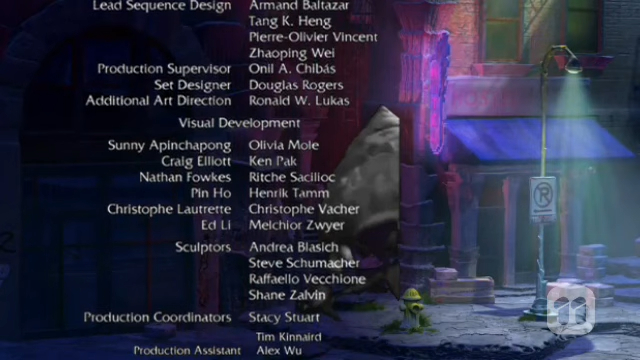 Lead Sequence Design Armand Baltazar
Tang K. Heng
Pierre-Olivier Vincent
Zhaoping Wei
Production Supervisor Onil A. Chibás
Set Designer Douglas Rogers
Additional Art Direction Ronald W. Lukas
Visual Development
Sunny Apinchapong Olivia Mole
Craig Elliott Ken Pak
Nathan Fowkes Ritche Sacilioc
Pin Ho Henrik Tamm
Christophe Lautrette Christophe Vacher
Ed Li Melchior Zwyer
Sculptors Andrea Blasich
Steve Schumacher
Raffaello Vecchione
Shane Zalvin
Production Coordinators Stacy Stuart
Tim Kinnaird
Production Assistant Alex Wu